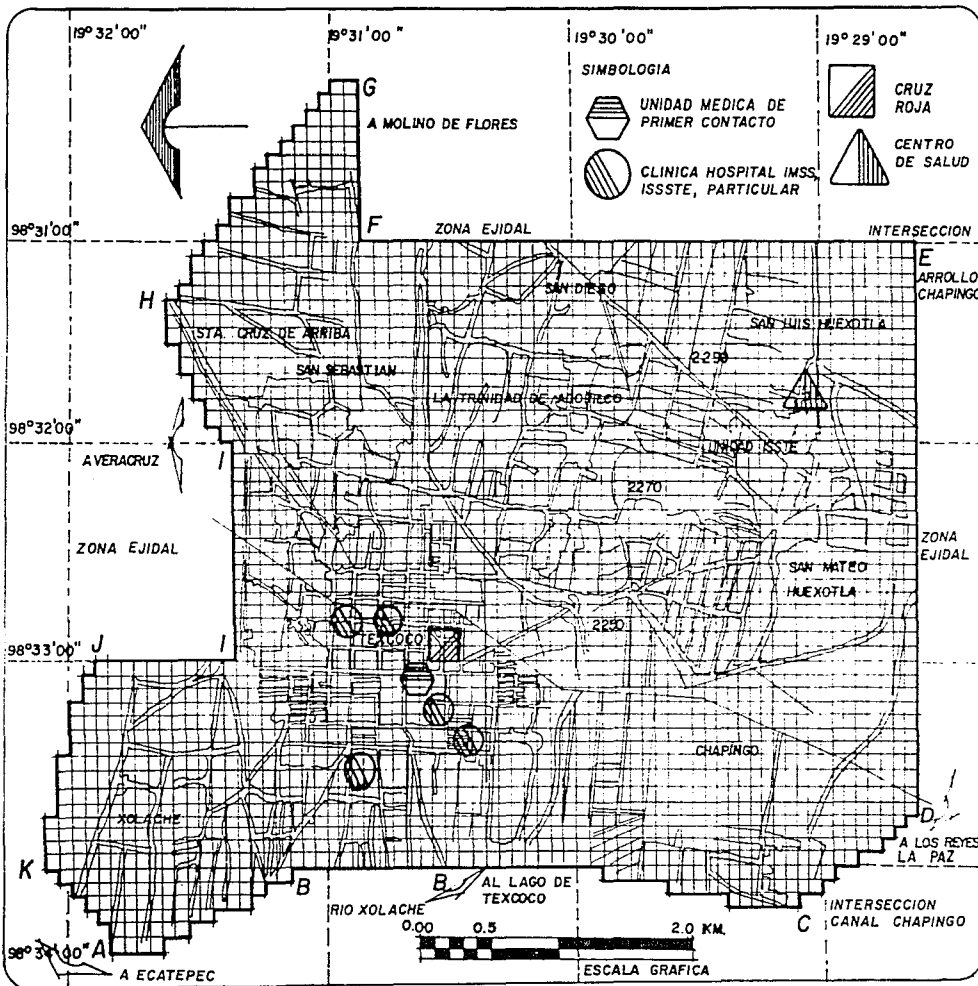 19° 32' 00"
19° 31' 00"
19° 30' 00"
19° 29' 00"
SIMBOLOGIA
UNIDAD MEDICA DE
PRIMER CONTACTO
CLINICA HOSPITAL IMSS,
ISSSTE, PARTICULAR
CRUZ
ROJA
CENTRO
DE SALUD
G
A MOLINO DE FLORES
F
98° 31' 00"
ZONA EJIDAL
INTERSECCION
E
ARROLLO
CHAPINGO
SAN DIEGO
H
STA. CRUZ DE ARRIBA
SAN LUIS HUEXOTLA
SAN SEBASTIAN
2290
LA TRINIDAD DE
98° 32' 00"
UNIDAD ISSTE
A VERACRUZ
I
2270
ZONA EJIDAL
ZONA
EJIDAL
SAN MATEO
HUEXOTLA
2250
TEXCOCO
98° 33' 00"
J
I
CHAPINGO
XOLACHE
D
A LOS REYES
LA PAZ
K
B
B
AL LAGO DE
TEXCOCO
RIO XOLACHE
C
INTERSECCION
CANAL CHAPINGO
0.00
0.5
2.0 KM.
98° 34' 00"
A
A ECATEPEC
ESCALA GRAFICA